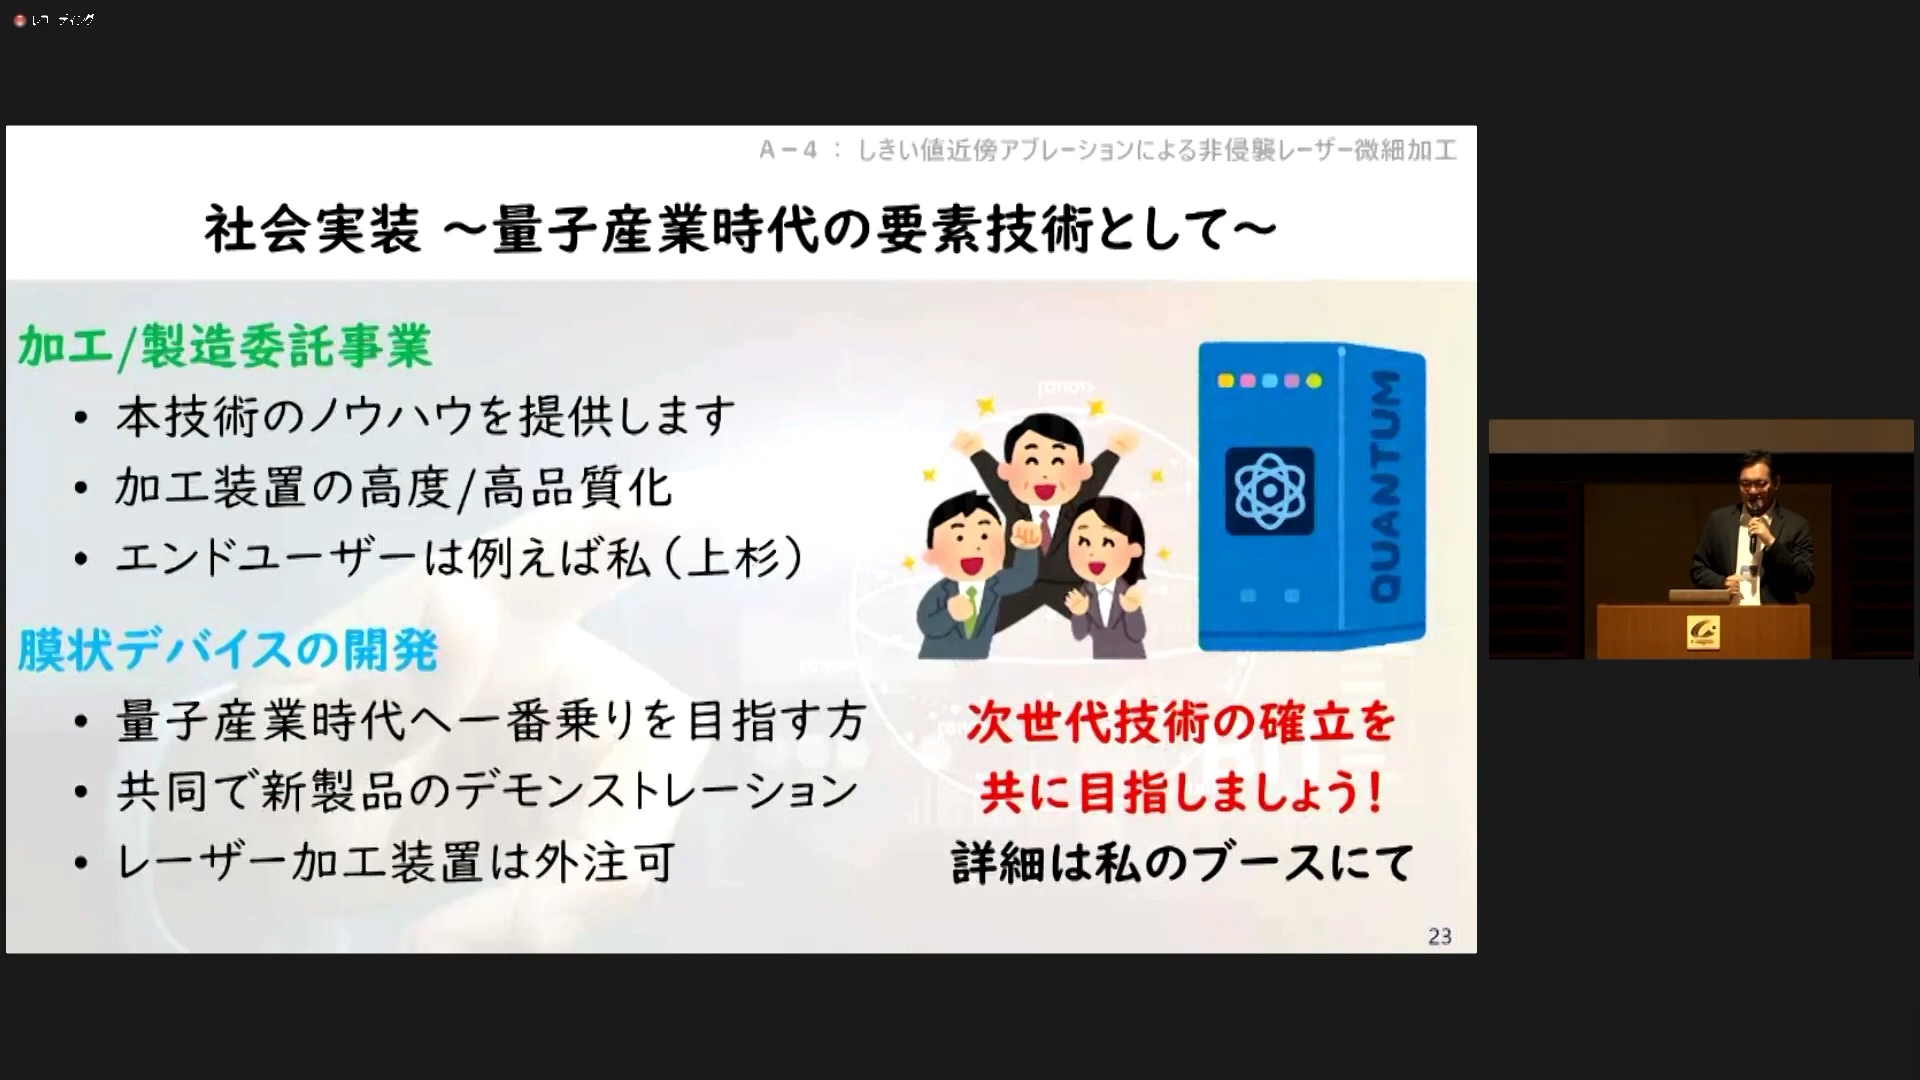 レコーディング
A-4 : しきい値近傍アブレーションによる非侵襲レーザー微細加工
社会実装 ～量子産業時代の要素技術として～
加工/製造委託事業
• 本技術のノウハウを提供します
• 加工装置の高度/高品質化
• エンドユーザーは例えば私（上杉）
膜状デバイスの開発
• 量子産業時代へ一番乗りを目指す方
• 共同で新製品のデモンストレーション
• レーザー加工装置は外注可
QUANTUM
次世代技術の確立を
共に目指しましょう!
詳細は私のブースにて
23